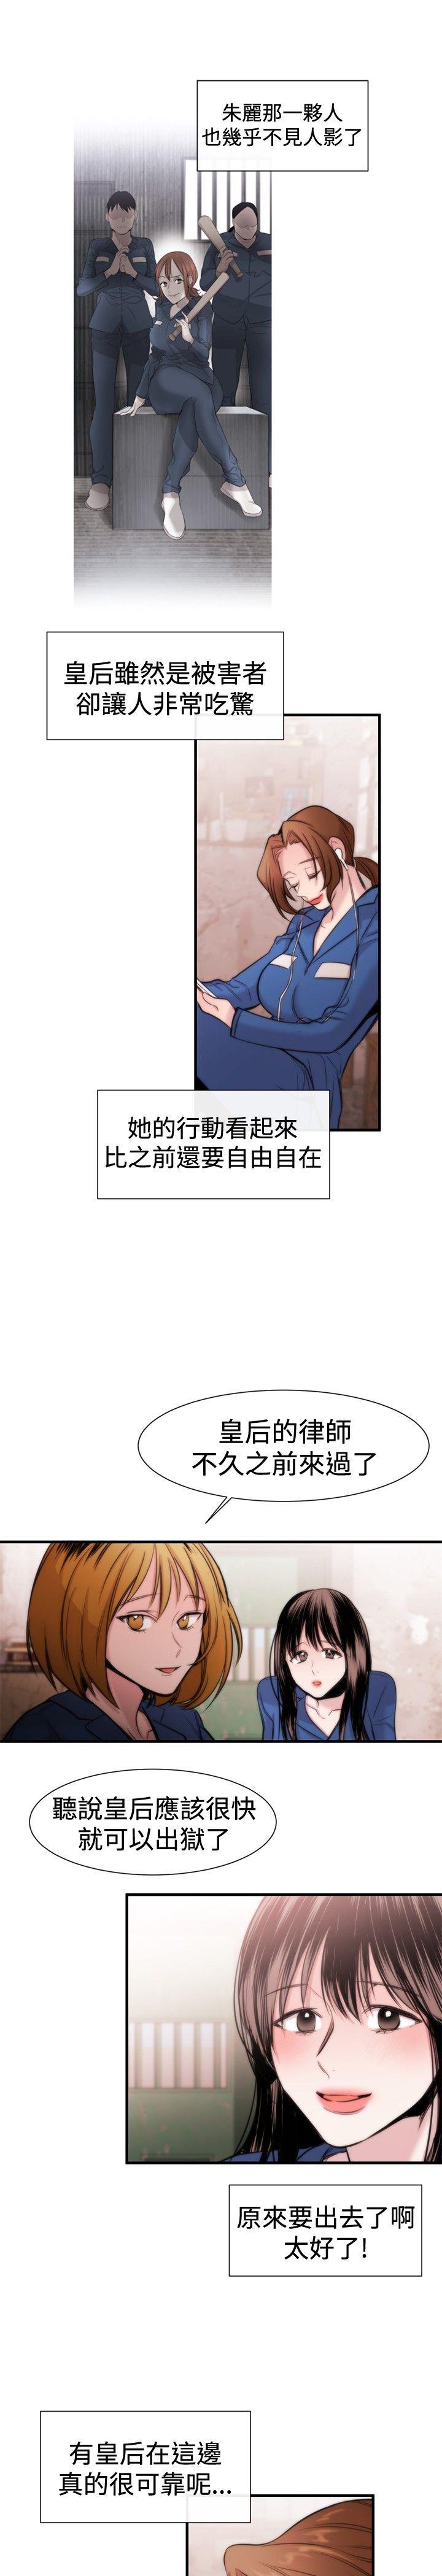 朱麗那一夥人
也幾乎不見人影了
皇后雖然是被害者
卻讓人非常吃驚
她的行動看起來
比之前還要自由自在
皇后的律師
不久之前來過了
聽說皇后應該很快
就可以出獄了
原來要出去了啊
太好了!
有皇后在這邊
真的很可靠呢...